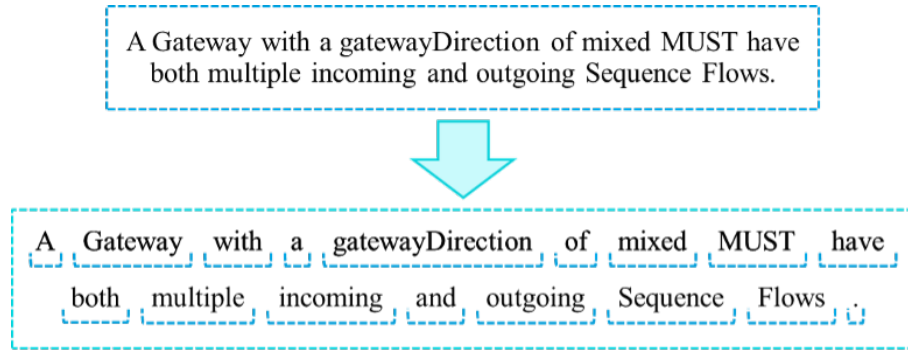 A Gateway with a gatewayDirection of mixed MUST have
both multiple incoming and outgoing Sequence Flows.
A Gateway with a gatewayDirection of mixed MUST have
both multiple incoming and outgoing Sequence Flows .